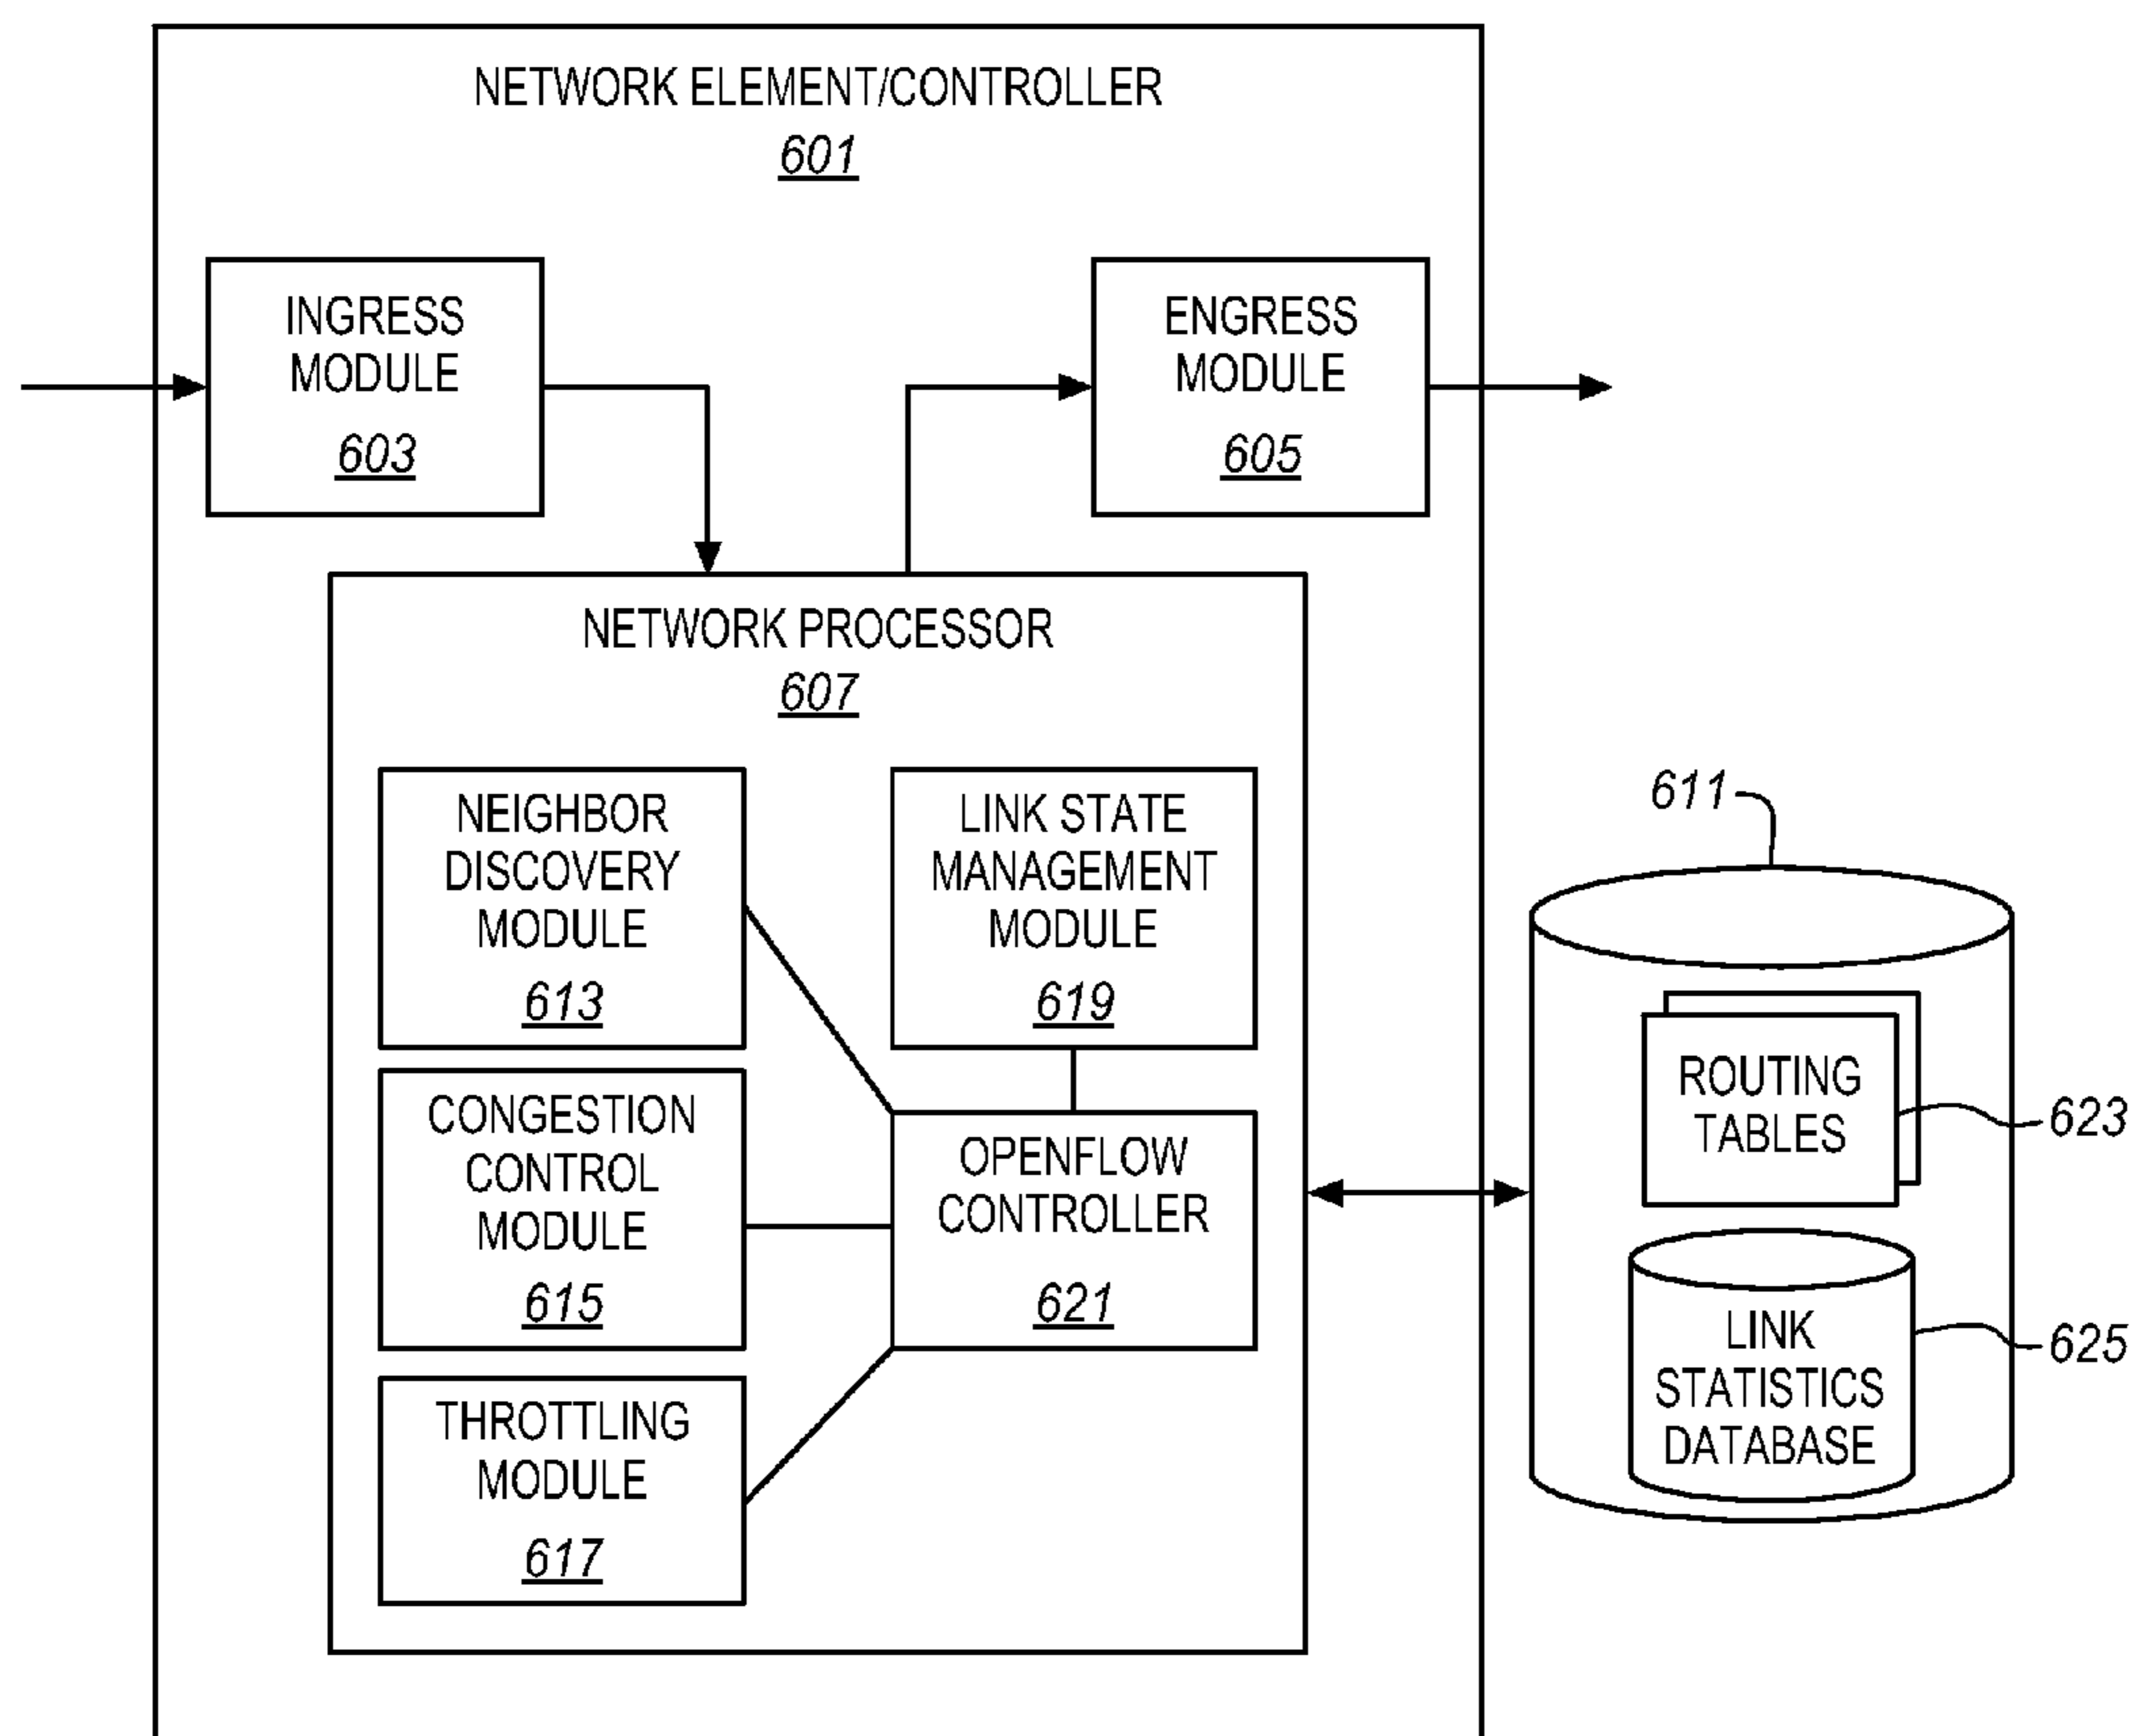 NETWORK ELEMENT/CONTROLLER
601
INGRESS
MODULE
603
ENGRESS
MODULE
605
NETWORK PROCESSOR
607
NEIGHBOR
DISCOVERY
MODULE
613
LINK STATE
MANAGEMENT
MODULE
619
CONGESTION
CONTROL
MODULE
615
OPENFLOW
CONTROLLER
621
THROTTLING
MODULE
617
611
ROUTING
TABLES
623
LINK
STATISTICS
DATABASE
625